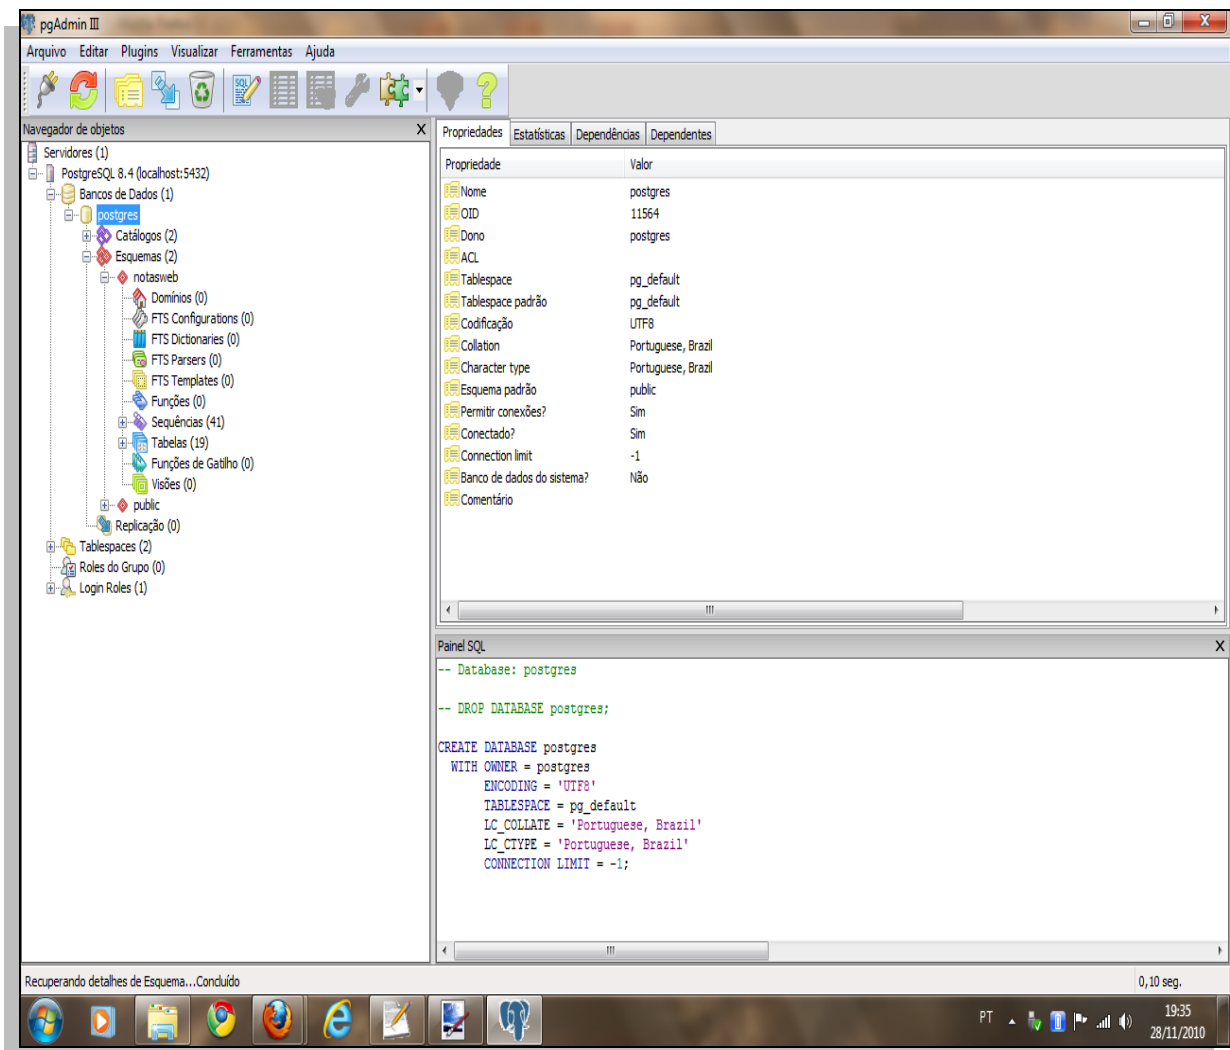 pgAdmin III
Arquivo Editar Plugins Visualizar Ferramentas Ajuda
SQL
Navegador de objetos X
Servidores (1)
PostgreSQL 8.4 (localhost:5432)
Bancos de Dados (1)
postgres
Catálogos (2)
Esquemas (2)
notasweb
Domínios (0)
FTS Configurations (0)
FTS Dictionaries (0)
FTS Parsers (0)
FTS Templates (0)
Funções (0)
Sequências (41)
Tabelas (19)
Funções de Gatilho (0)
Visões (0)
public
Replicação (0)
Tablespaces (2)
Roles do Grupo (0)
Login Roles (1)
Propriedades Estatísticas Dependências Dependentes
Propriedade Valor
Nome postgres
OID 11564
Dono postgres
ACL
Tablespace pg_default
Tablespace padrão pg_default
Codificação UTF8
Collation Portuguese, Brazil
Character type Portuguese, Brazil
Esquema padrão public
Permitir conexões? Sim
Conectado? Sim
Connection limit -1
Banco de dados do sistema? Não
Comentário
Painel SQL X
-- Database: postgres
-- DROP DATABASE postgres;
CREATE DATABASE postgres
WITH OWNER = postgres
ENCODING = 'UTF8'
TABLESPACE = pg_default
LC_COLLATE = 'Portuguese, Brazil'
LC_CTYPE = 'Portuguese, Brazil'
CONNECTION LIMIT = -1;
Recuperando detalhes de Esquema...Concluído 0,10 seg.
PT 19:35
28/11/2010